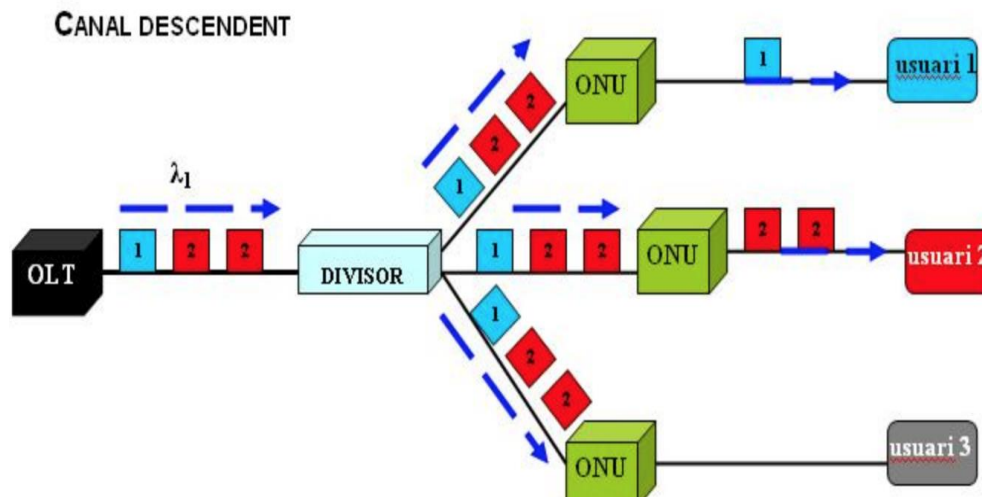 CANAL DESCENDENT
λ1
OLT
1 2 2
DIVISOR
1 2 2
ONU
1
usuari 1
1 2 2
ONU
2 2
usuari 2
1 2 2
ONU
usuari 3